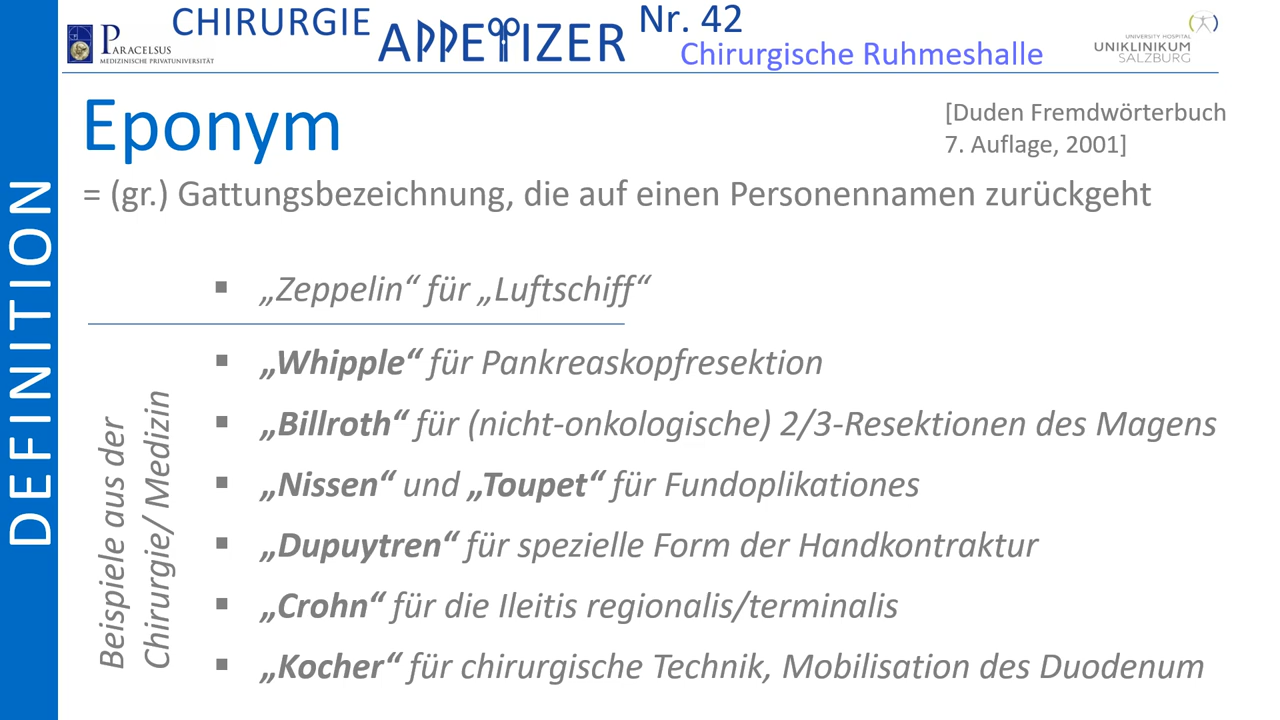 CHIRURGIE APPETIZER Nr. 42
Chirurgische Ruhmeshalle
PARACELSUS
MEDIZINISCHE PRIVATUNIVERSITÄT
UNIVERSITY HOSPITAL
UNIKLINIKUM
SALZBURG
DEFINITION
Eponym
[Duden Fremdwörterbuch
7. Auflage, 2001]
= (gr.) Gattungsbezeichnung, die auf einen Personennamen zurückgeht
▪ „Zeppelin“ für „Luftschiff“
Beispiele aus der
Chirurgie/ Medizin
▪ „Whipple“ für Pankreaskopfresektion
▪ „Billroth“ für (nicht-onkologische) 2/3-Resektionen des Magens
▪ „Nissen“ und „Toupet“ für Fundoplikationes
▪ „Dupuytren“ für spezielle Form der Handkontraktur
▪ „Crohn“ für die Ileitis regionalis/terminalis
▪ „Kocher“ für chirurgische Technik, Mobilisation des Duodenum